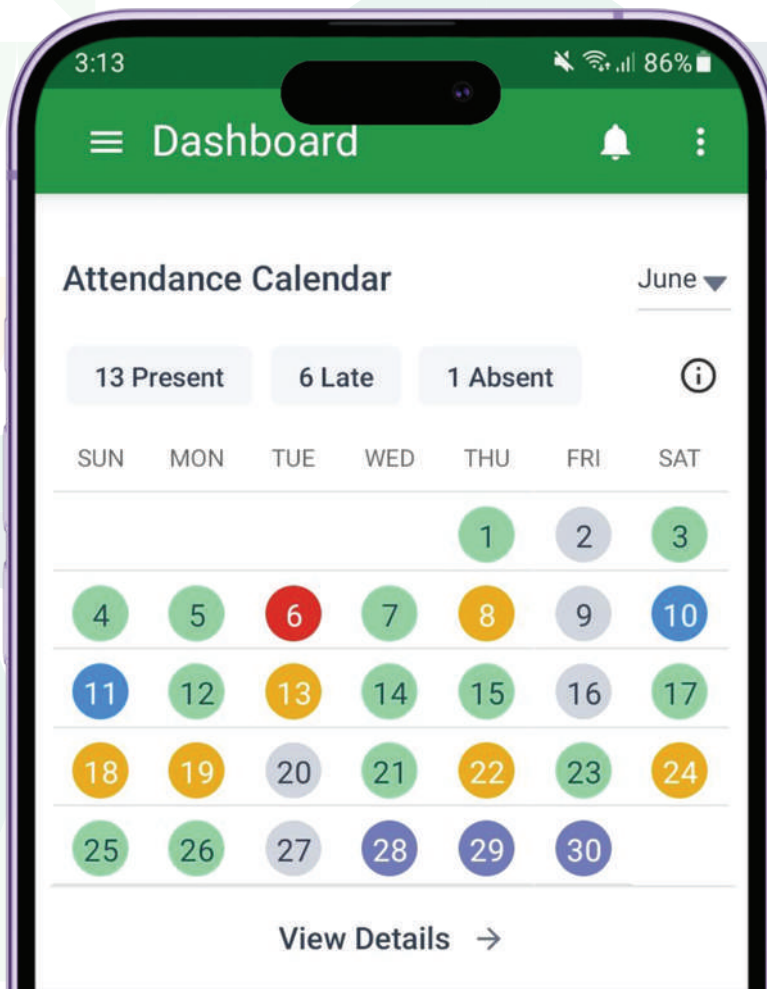 3:13 86%
Dashboard
Attendance Calendar June
13 Present 6 Late 1 Absent
SUN MON TUE WED THU FRI SAT
1 2 3
4 5 6 7 8 9 10
11 12 13 14 15 16 17
18 19 20 21 22 23 24
25 26 27 28 29 30
View Details